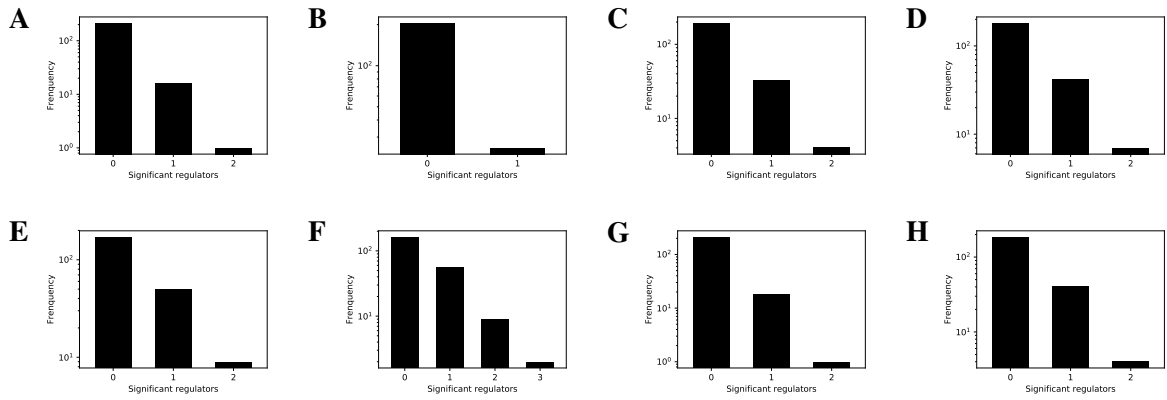 A
Frenquency
10²
10¹
10⁰
0 1 2
Significant regulators
B
Frenquency
10²
0 1
Significant regulators
C
Frenquency
10²
10¹
0 1 2
Significant regulators
D
Frenquency
10²
10¹
0 1 2
Significant regulators
E
Frenquency
10²
10¹
0 1 2
Significant regulators
F
Frenquency
10²
10¹
0 1 2 3
Significant regulators
G
Frenquency
10²
10¹
10⁰
0 1 2
Significant regulators
H
Frenquency
10²
10¹
0 1 2
Significant regulators